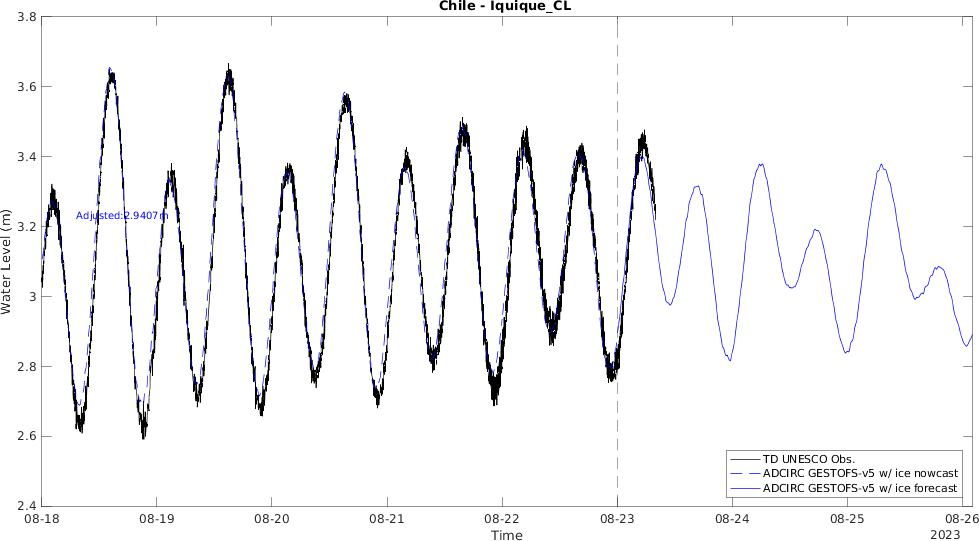 Chile - Iquique_CL
3.8
3.6
3.4
3.2
3
2.8
2.6
2.4
Water Level (m)
Adjusted:2.9407m
TD UNESCO Obs.
ADCIRC GESTOFS-v5 w/ ice nowcast
ADCIRC GESTOFS-v5 w/ ice forecast
08-18 08-19 08-20 08-21 08-22 08-23 08-24 08-25 08-26
Time
2023